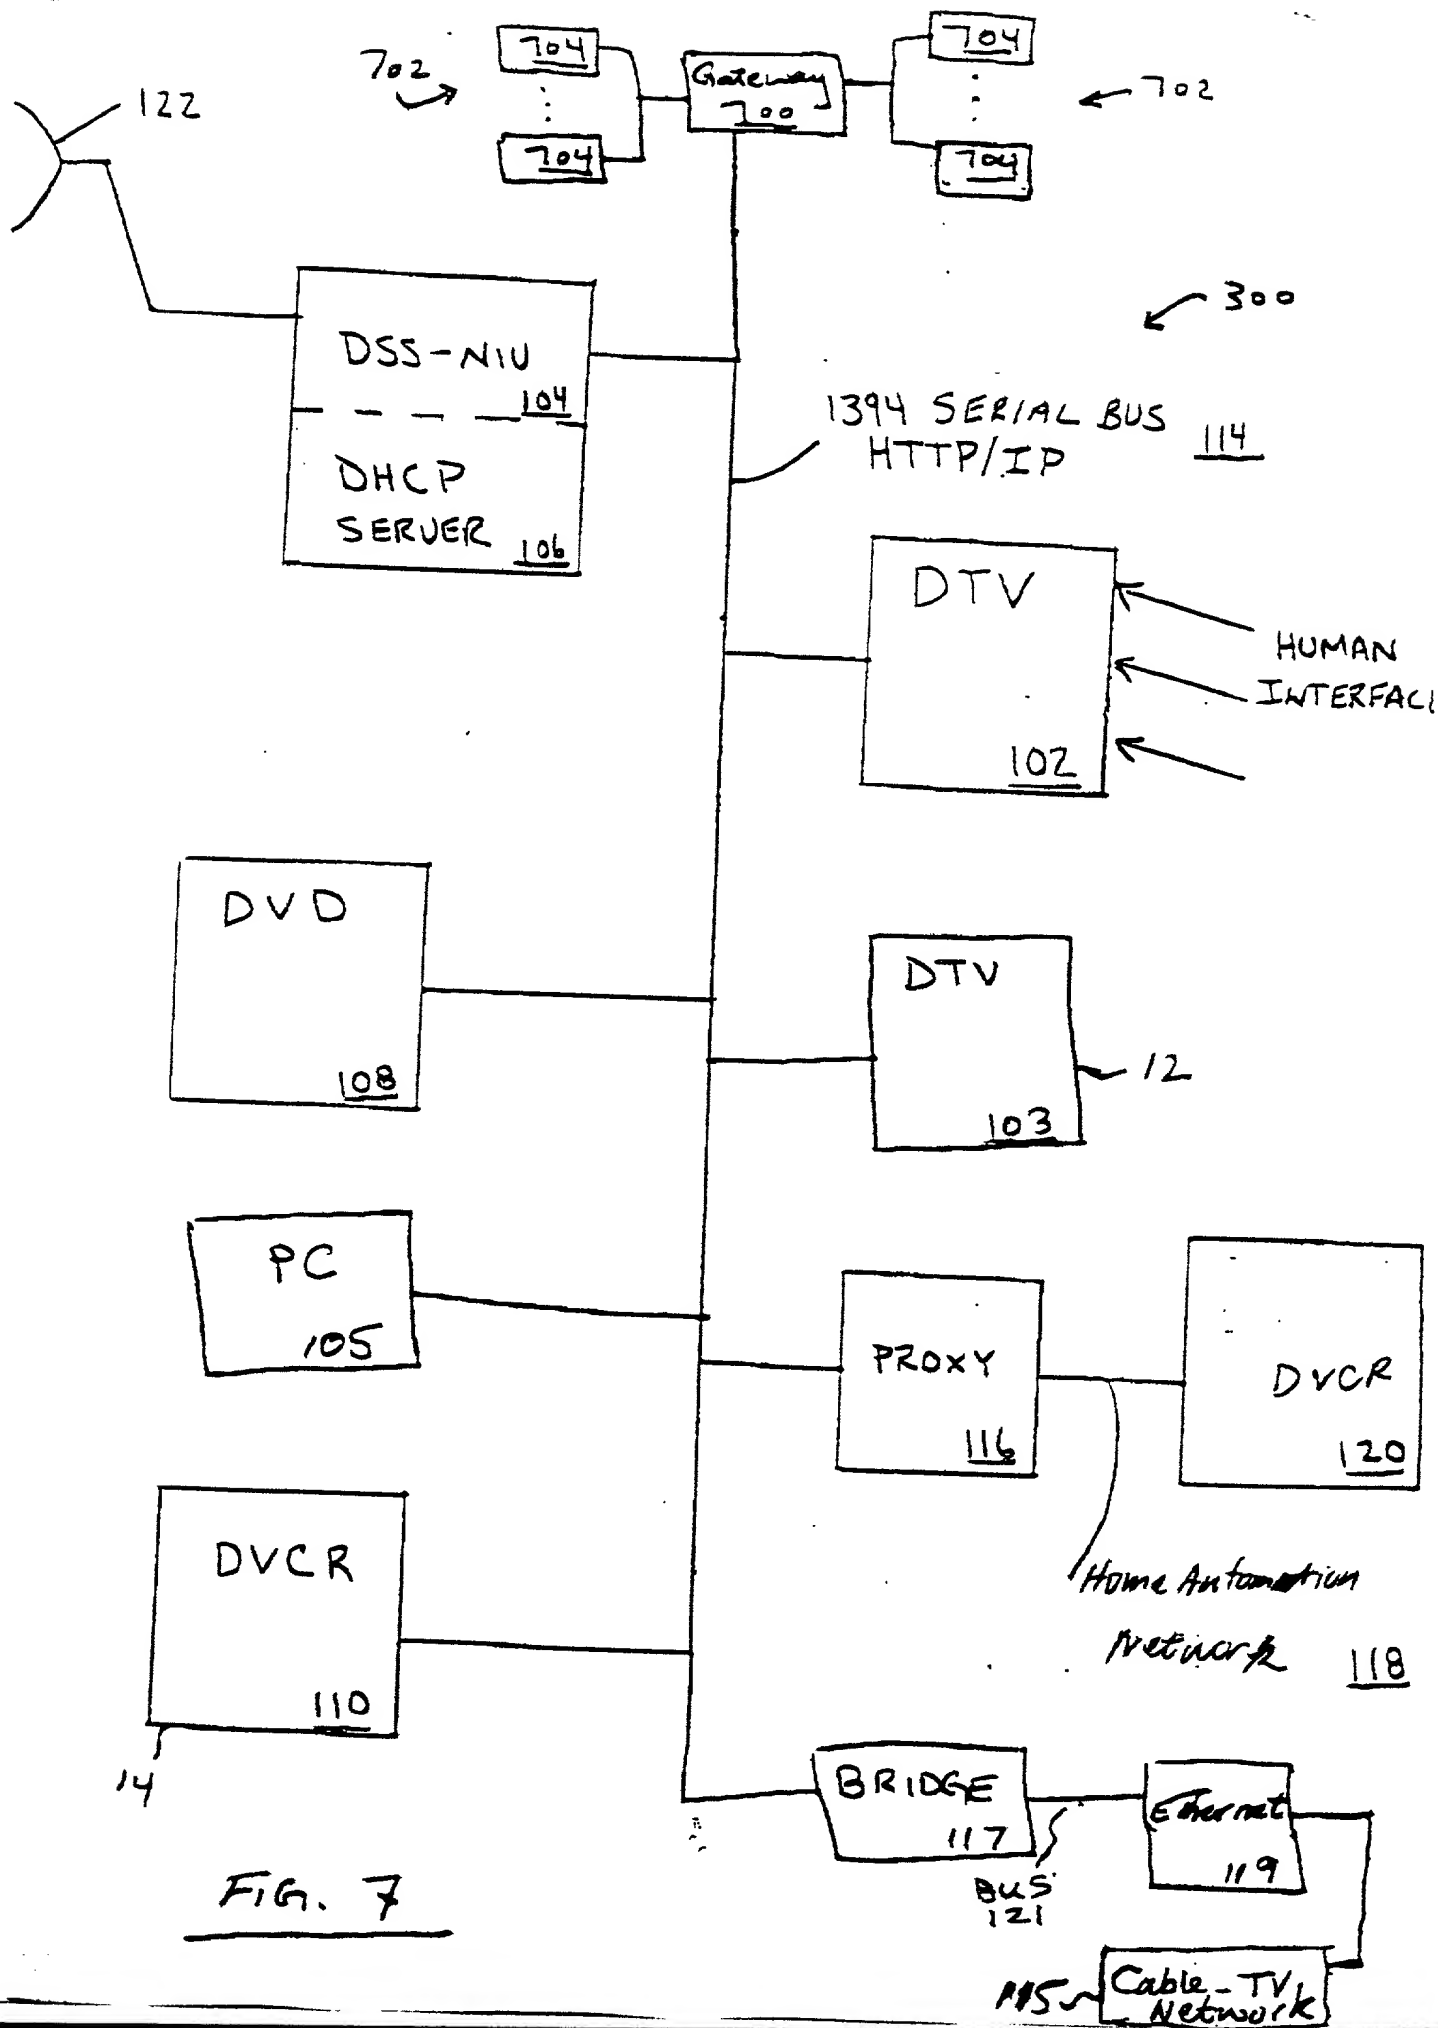 704
704
702
Gateway
700
702
122
704
704
300
DSS-NIU
104
1394 SERIAL BUS
HTTP/IP
114
DHCP
SERVER
106
DTV
HUMAN
INTERFAC
102
DVD
DTV
108
12
103
PC
105
PROXY
DVCR
116
120
DVCR
Home Automation
Network
118
110
14
BRIDGE
117
Ethernet
119
BUS
121
FIG. 7
115
Cable-TV
Network